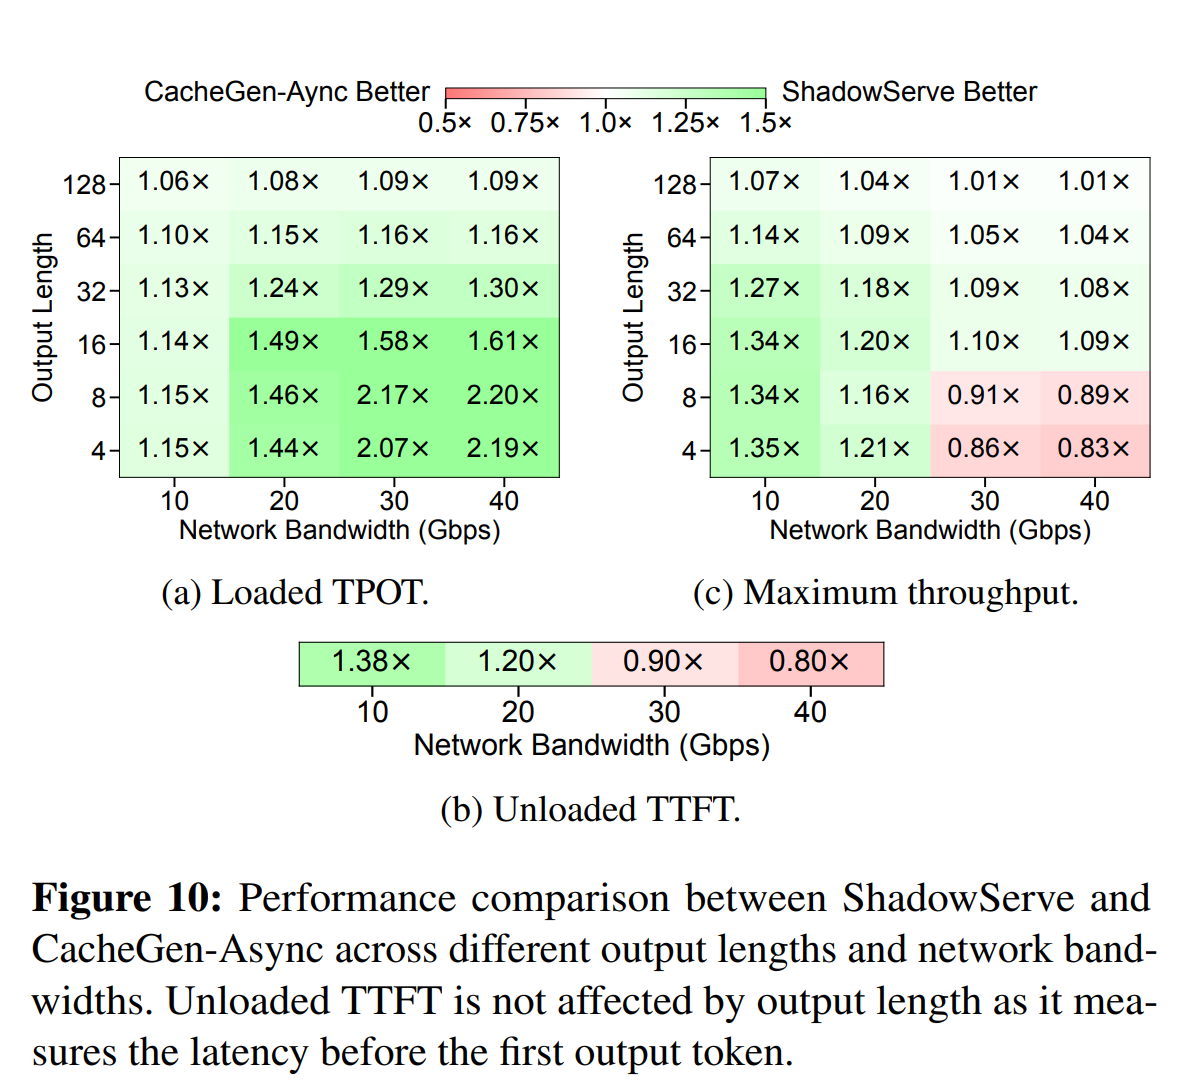 CacheGen-Aync Better ShadowServe Better
0.5× 0.75× 1.0× 1.25× 1.5×
Output Length
128 1.06× 1.08× 1.09× 1.09×
64 1.10× 1.15× 1.16× 1.16×
32 1.13× 1.24× 1.29× 1.30×
16 1.14× 1.49× 1.58× 1.61×
8 1.15× 1.46× 2.17× 2.20×
4 1.15× 1.44× 2.07× 2.19×
10 20 30 40
Network Bandwidth (Gbps)
(a) Loaded TPOT.
Output Length
128 1.07× 1.04× 1.01× 1.01×
64 1.14× 1.09× 1.05× 1.04×
32 1.27× 1.18× 1.09× 1.08×
16 1.34× 1.20× 1.10× 1.09×
8 1.34× 1.16× 0.91× 0.89×
4 1.35× 1.21× 0.86× 0.83×
10 20 30 40
Network Bandwidth (Gbps)
(c) Maximum throughput.
1.38× 1.20× 0.90× 0.80×
10 20 30 40
Network Bandwidth (Gbps)
(b) Unloaded TTFT.
Figure 10: Performance comparison between ShadowServe and
CacheGen-Async across different output lengths and network band-
widths. Unloaded TTFT is not affected by output length as it mea-
sures the latency before the first output token.